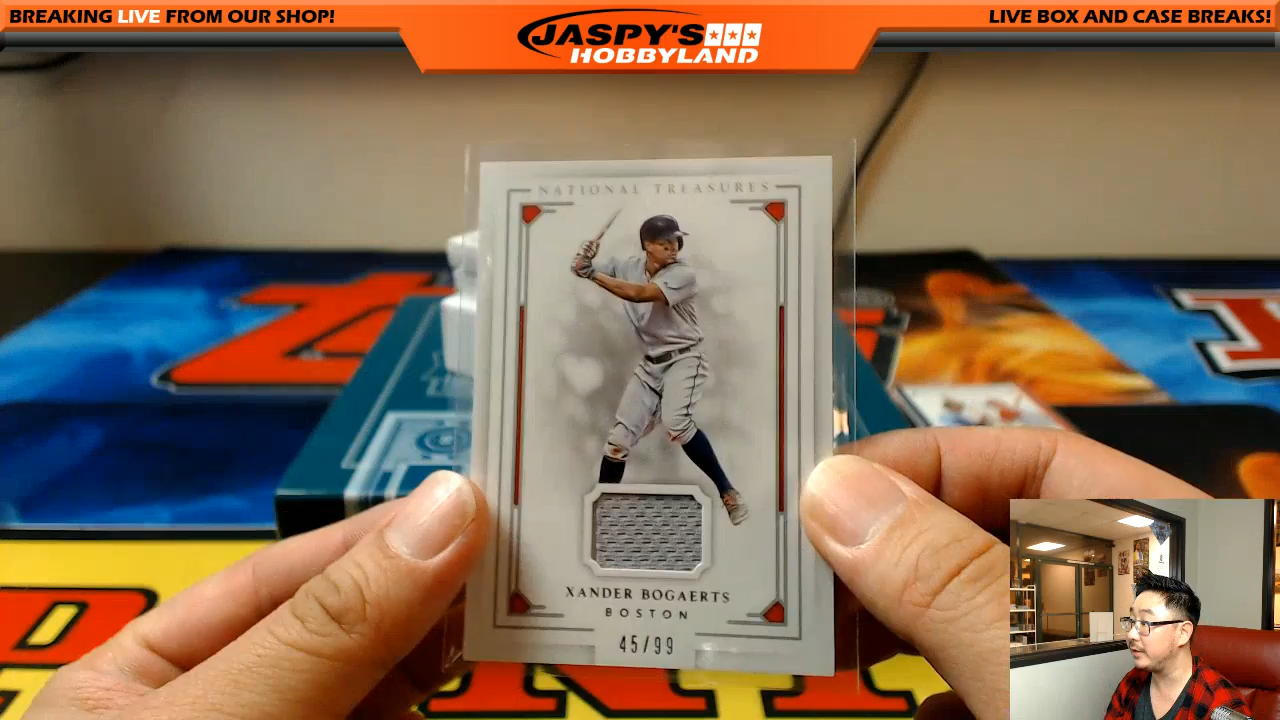 BREAKING LIVE FROM OUR SHOP!
JASPY'S
HOBBYLAND
LIVE BOX AND CASE BREAKS!
NATIONAL TREASURES
XANDER BOGAERTS
BOSTON
45/99